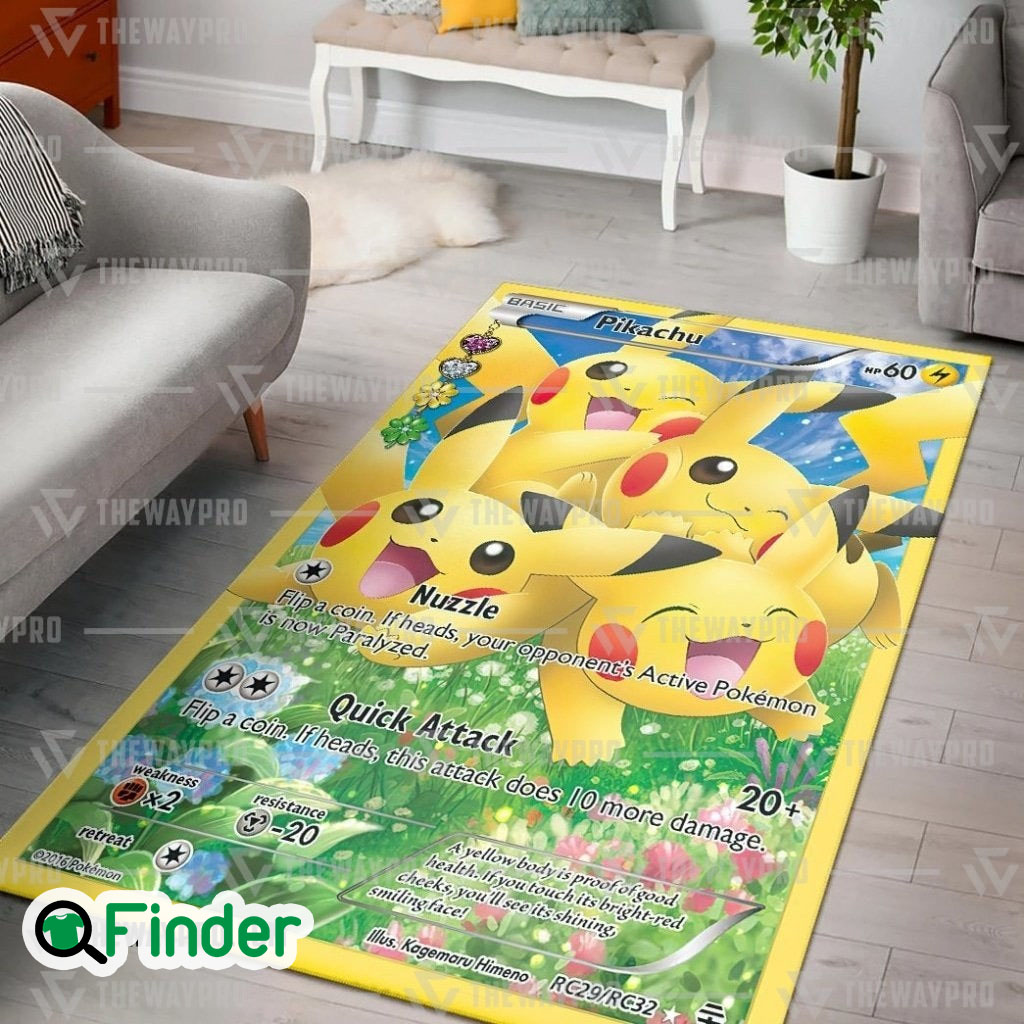 THEWAYPRO
BASIC
Pikachu
HP60
Nuzzle
Flip a coin. If heads, your opponent's Active Pokémon
is now Paralyzed.
Quick Attack
20+
Flip a coin. If heads, this attack does 10 more damage.
weakness
x2
resistance
-20
retreat
©2016 Pokémon
A yellow body is proof of good
health. If you touch its bright-red
cheeks, you'll see its shining,
smiling face!
Illus. Kagemaru Himeno
RC29/RC32
Finder